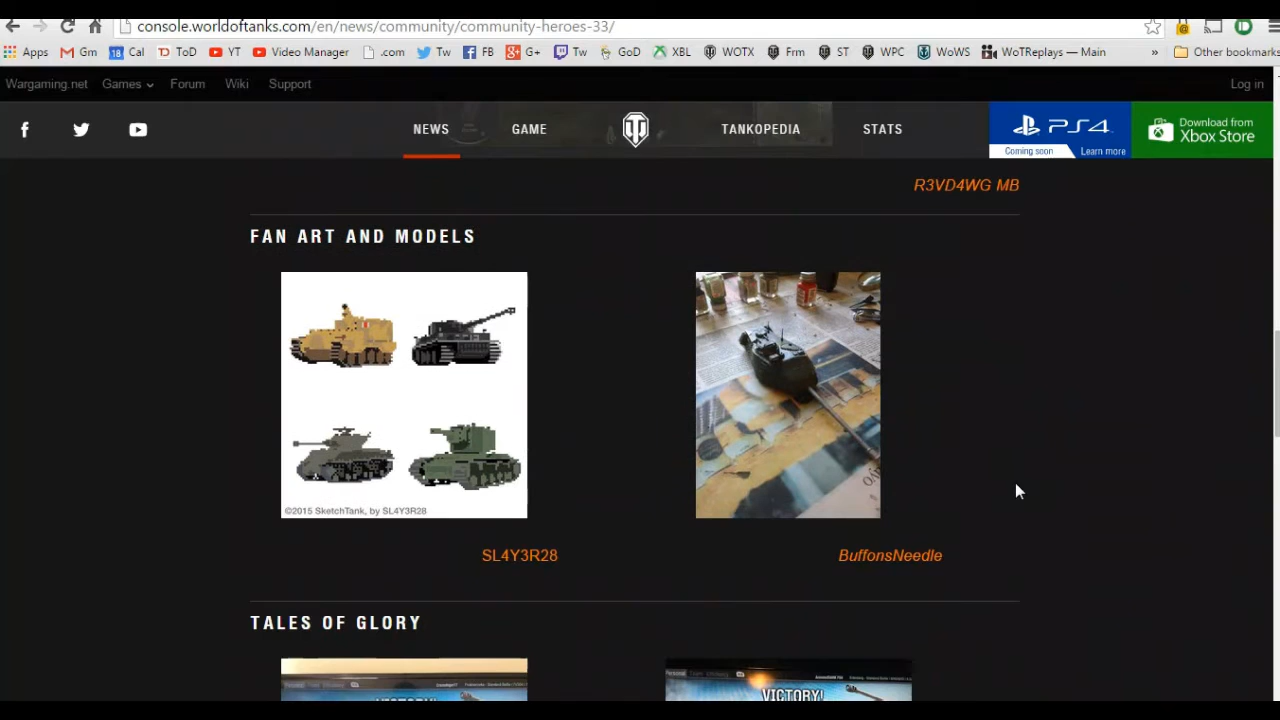 console.worldoftanks.com/en/news/community/community-heroes-33/
Apps Gm 18 Cal ToD YT Video Manager .com Tw FB G+ Tw GoD XBL WOTX Frm ST WPC WoWS WoTReplays — Main » Other bookmarks
Wargaming.net Games Forum Wiki Support Log in
NEWS GAME TANKOPEDIA STATS
PS4
Coming soon Learn more
Download from
Xbox Store
R3VD4WG MB
FAN ART AND MODELS
©2015 SketchTank, by SL4Y3R28
SL4Y3R28 BuffonsNeedle
TALES OF GLORY
VICTORY! VICTORY!